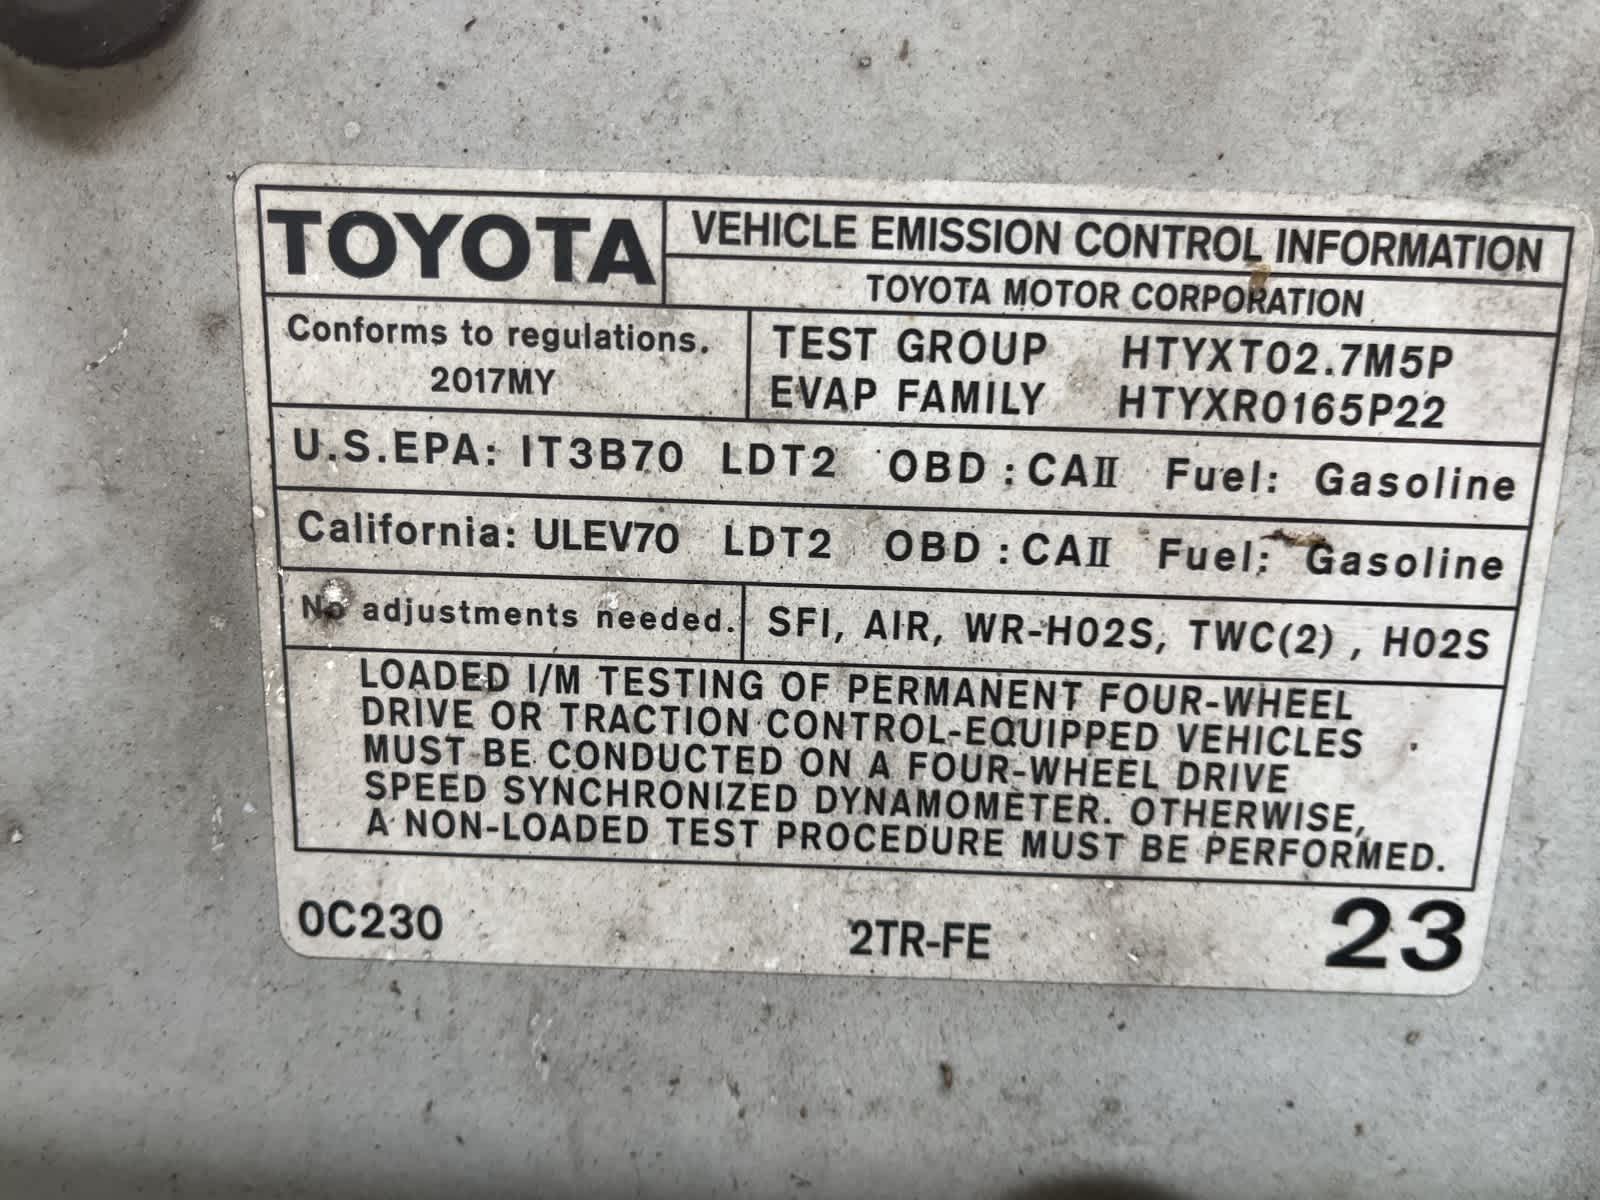 TOYOTA
VEHICLE EMISSION CONTROL INFORMATION
TOYOTA MOTOR CORPORATION
Conforms to regulations.
2017MY
TEST GROUP HTYXT02.7M5P
EVAP FAMILY HTYXR0165P22
U.S.EPA: IT3B70 LDT2 OBD : CAⅡ Fuel: Gasoline
California: ULEV70 LDT2 OBD : CAⅡ Fuel: Gasoline
No adjustments needed.
SFI, AIR, WR-HO2S, TWC(2) , HO2S
LOADED I/M TESTING OF PERMANENT FOUR-WHEEL
DRIVE OR TRACTION CONTROL-EQUIPPED VEHICLES
MUST BE CONDUCTED ON A FOUR-WHEEL DRIVE
SPEED SYNCHRONIZED DYNAMOMETER. OTHERWISE,
A NON-LOADED TEST PROCEDURE MUST BE PERFORMED.
0C230 2TR-FE 23